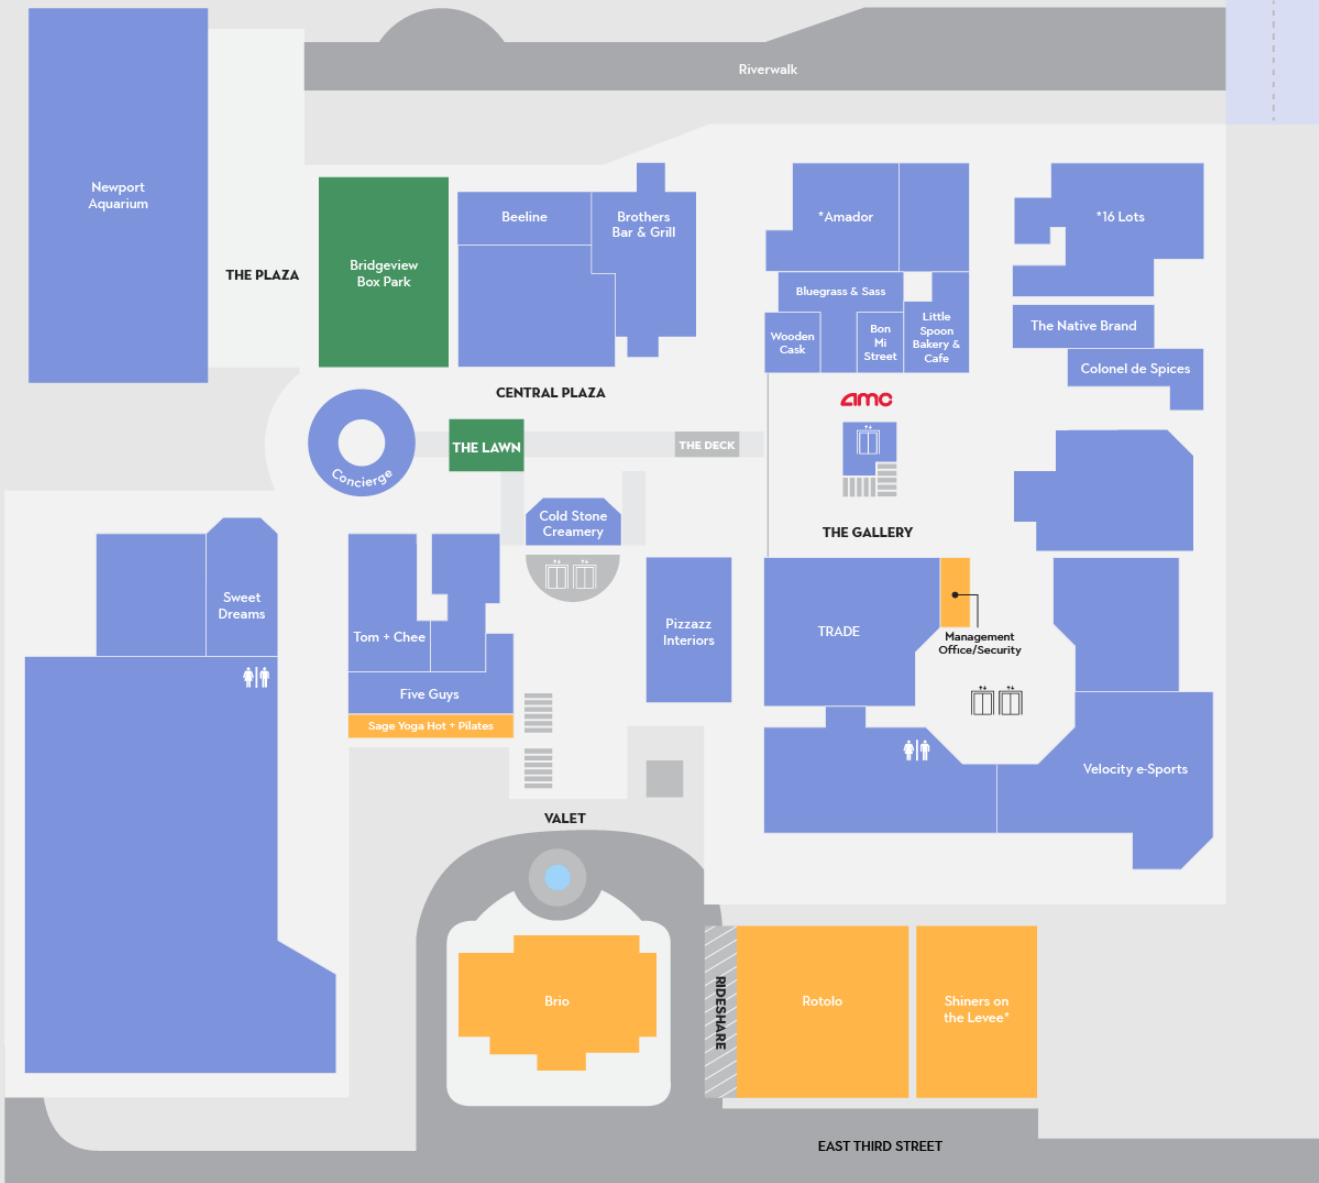 Riverwalk
Newport
Aquarium
THE PLAZA
Bridgeview
Box Park
Beeline
Brothers
Bar & Grill
*Amador
*16 Lots
Bluegrass & Sass
Wooden
Cask
Bon
Mi
Street
Little
Spoon
Bakery &
Cafe
The Native Brand
Colonel de Spices
CENTRAL PLAZA
amc
Concierge
THE LAWN
THE DECK
Cold Stone
Creamery
THE GALLERY
Sweet
Dreams
Tom + Chee
Five Guys
Sage Yoga Hot + Pilates
Pizzazz
Interiors
TRADE
Management
Office/Security
Velocity e-Sports
VALET
Brio
RIDESHARE
Rotolo
Shiners on
the Levee*
EAST THIRD STREET